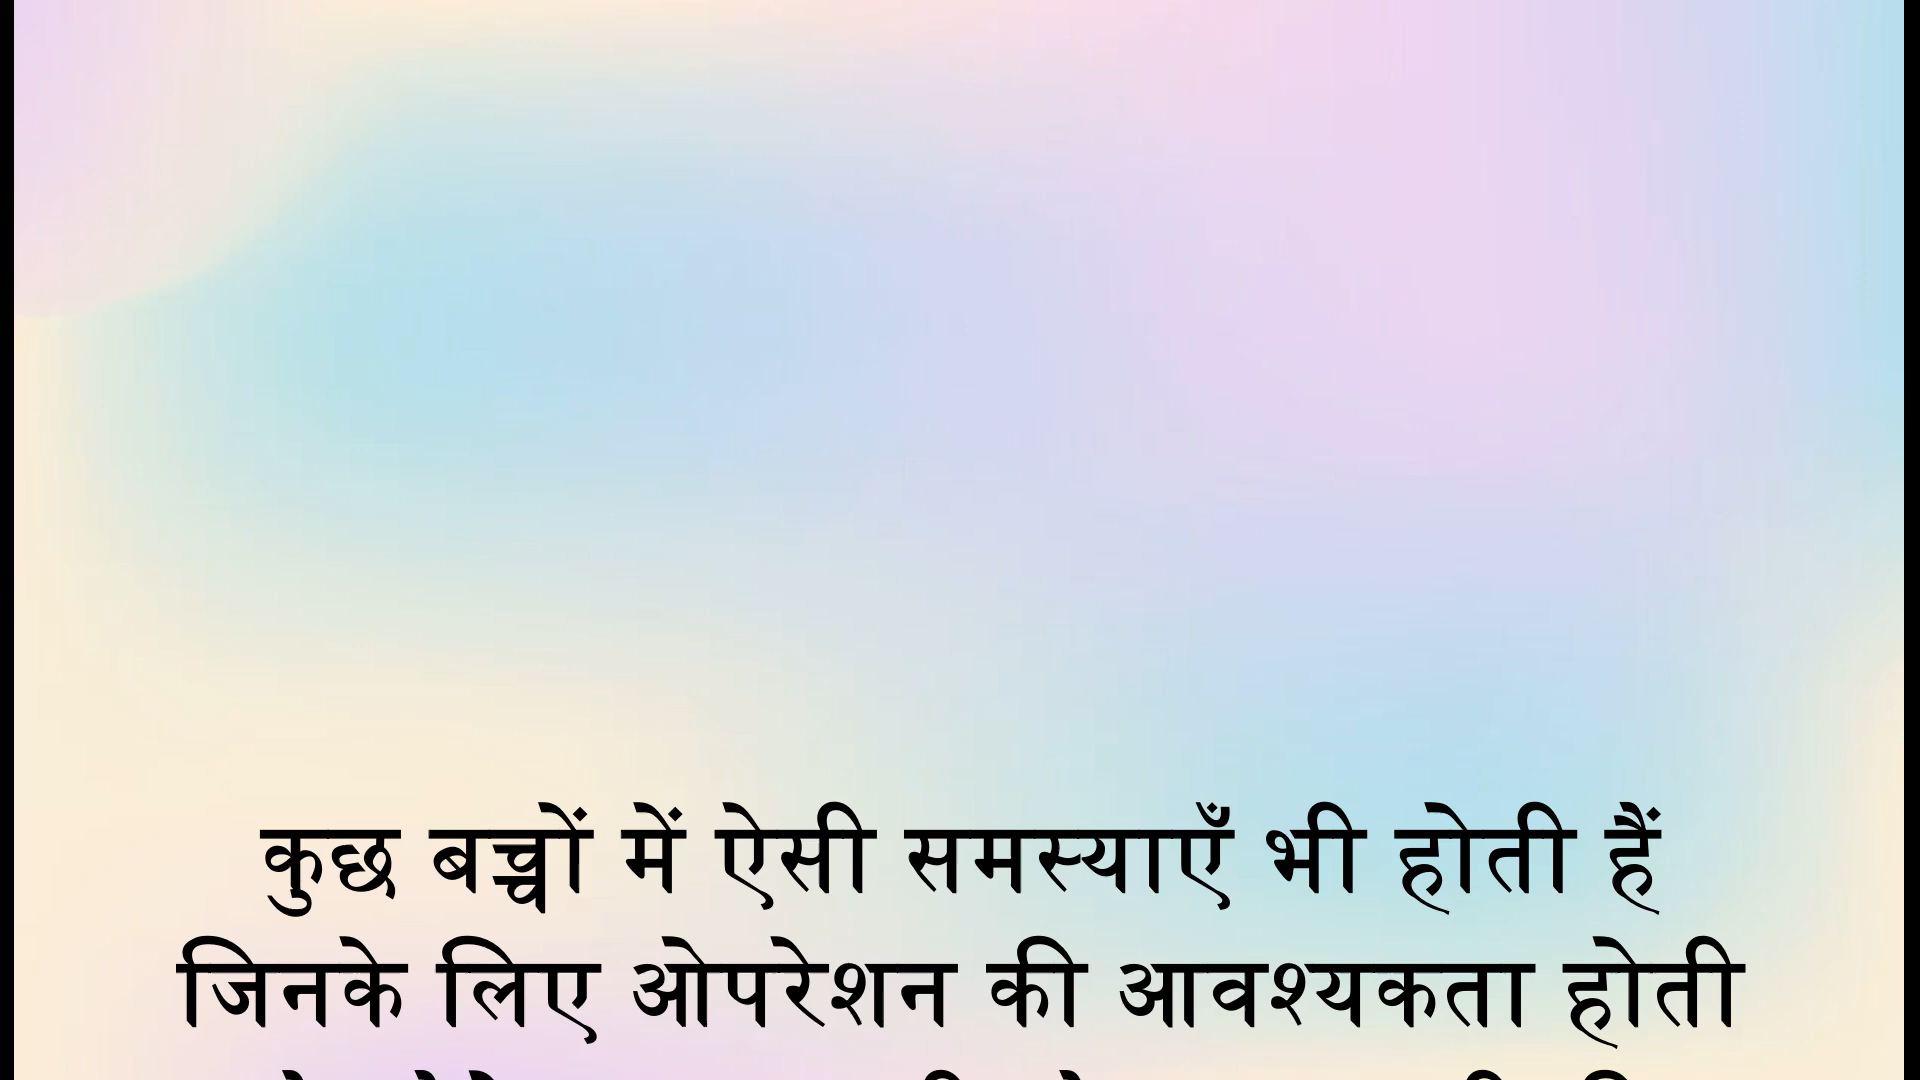 कुछ बच्चों में ऐसी समस्याएँ भी होती हैं
जिनके लिए ओपरेशन की आवश्यकता होती